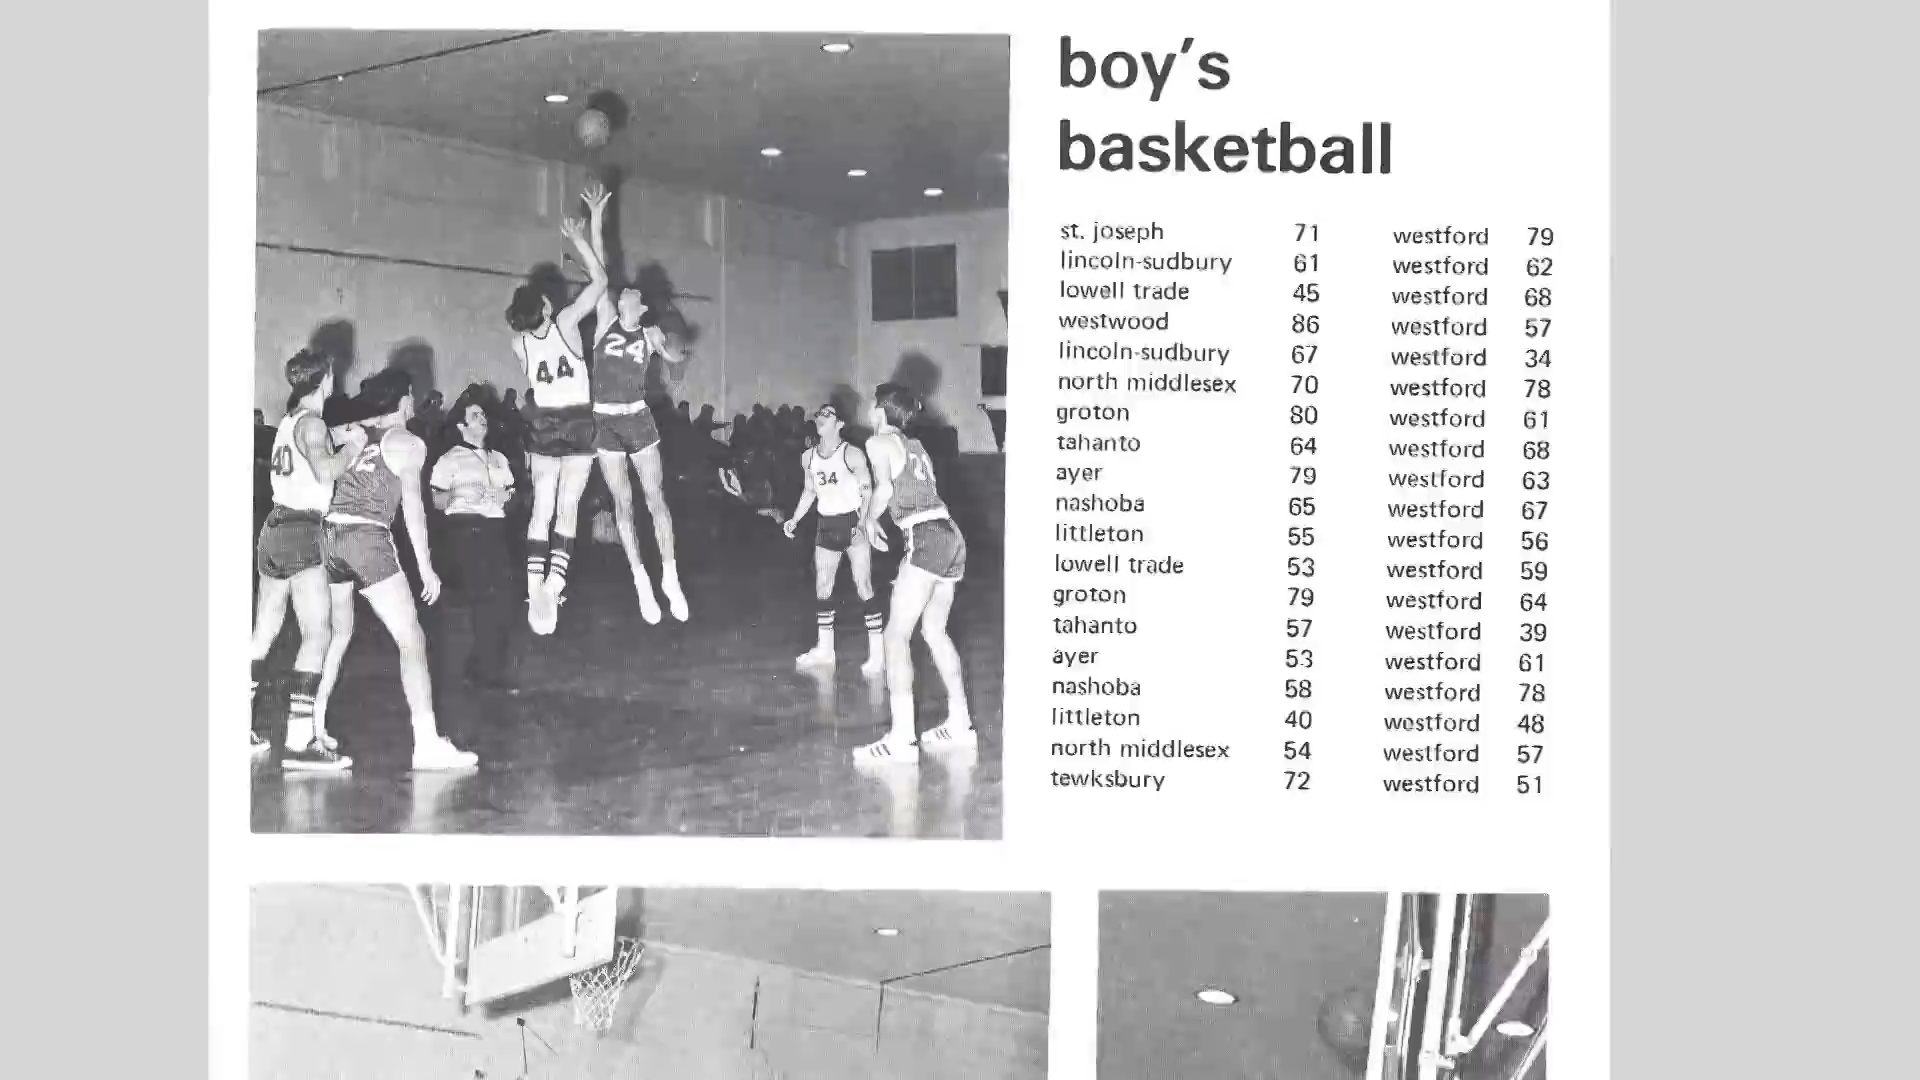 boy's
basketball
st. joseph 71 westford 79
lincoln-sudbury 61 westford 62
lowell trade 45 westford 68
westwood 86 westford 57
lincoln-sudbury 67 westford 34
north middlesex 70 westford 78
groton 80 westford 61
tahanto 64 westford 68
ayer 79 westford 63
nashoba 65 westford 67
littleton 55 westford 56
lowell trade 53 westford 59
groton 79 westford 64
tahanto 57 westford 39
ayer 53 westford 61
nashoba 58 westford 78
littleton 40 westford 48
north middlesex 54 westford 57
tewksbury 72 westford 51
44
24
40
34